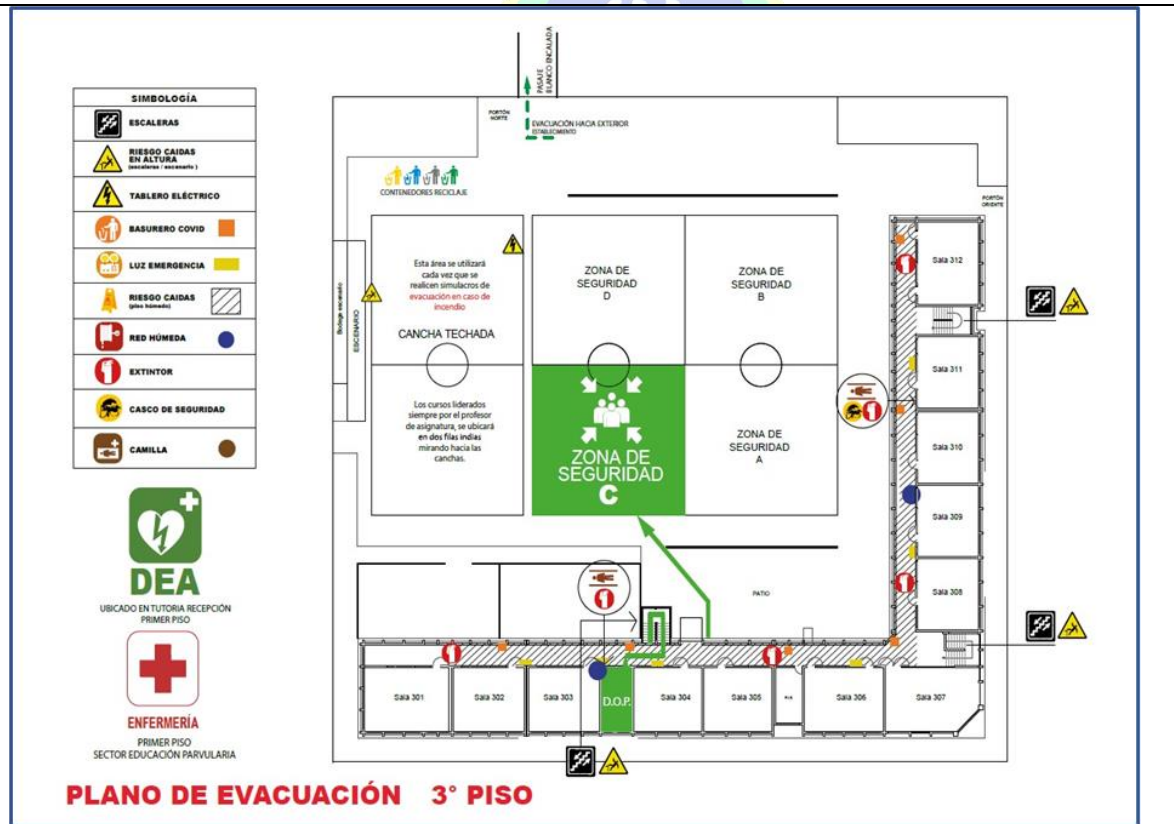 SIMBOLOGÍA
ESCALERAS
RIESGO CAIDAS
EN ALTURA
(escaleras / escenario )
TABLERO ELÉCTRICO
BASURERO COVID
LUZ EMERGENCIA
RIESGO CAIDAS
(piso húmedo)
RED HÚMEDA
EXTINTOR
CASCO DE SEGURIDAD
CAMILLA
DEA
UBICADO EN TUTORIA RECEPCIÓN
PRIMER PISO
ENFERMERÍA
PRIMER PISO
SECTOR EDUCACIÓN PARVULARIA
PASAJE
BLANCO ENCALADA
PORTÓN
NORTE
EVACUACIÓN HACIA EXTERIOR
ESTABLECIMIENTO
CONTENEDORES RECICLAJE
PORTÓN
ORIENTE
Bodega escenario
ESCENARIO
Esta área se utilizará
cada vez que se
realicen simulacros de
evacuación en caso de
incendio
CANCHA TECHADA
Los cursos liderados
siempre por el profesor
de asignatura, se ubicará
en dos filas indias
mirando hacia las
canchas.
ZONA DE
SEGURIDAD
D
ZONA DE
SEGURIDAD
B
ZONA DE
SEGURIDAD
C
ZONA DE
SEGURIDAD
A
PATIO
Sala 312
Sala 311
Sala 310
Sala 309
Sala 308
Sala 301
Sala 302
Sala 303
D.O.P.
Sala 304
Sala 305
Sala 306
Sala 307
PLANO DE EVACUACIÓN 3° PISO